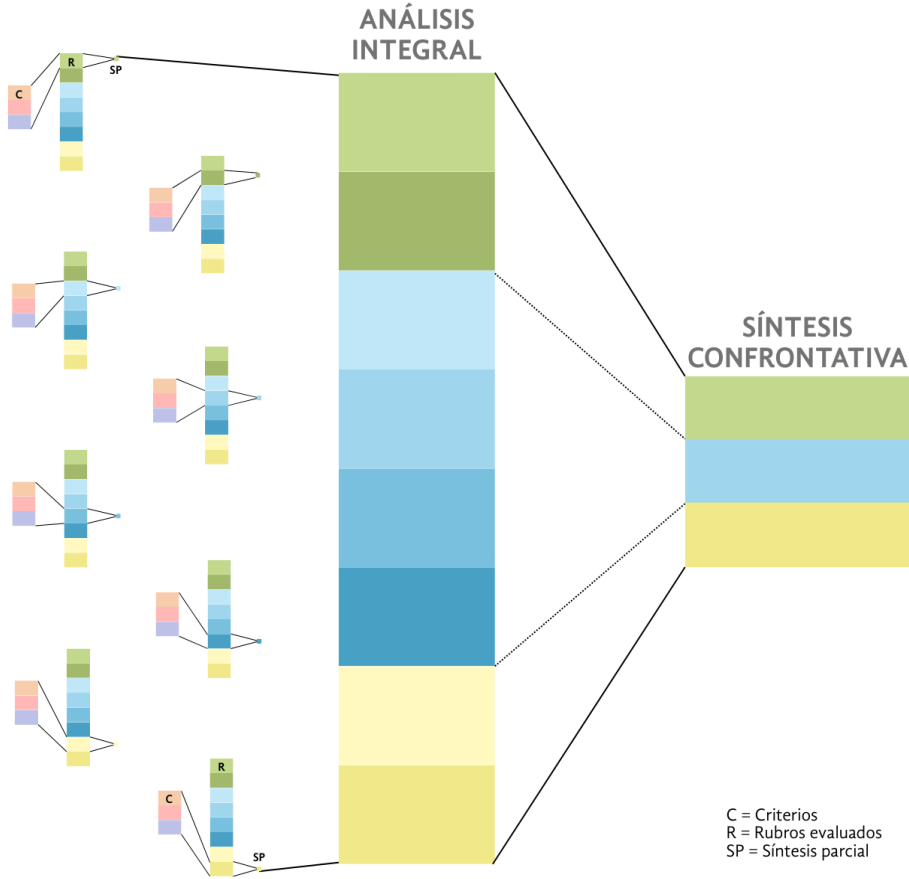 ANÁLISIS
INTEGRAL
R
SP
C
SÍNTESIS
CONFRONTATIVA
R
C
SP
C = Criterios
R = Rubros evaluados
SP = Síntesis parcial